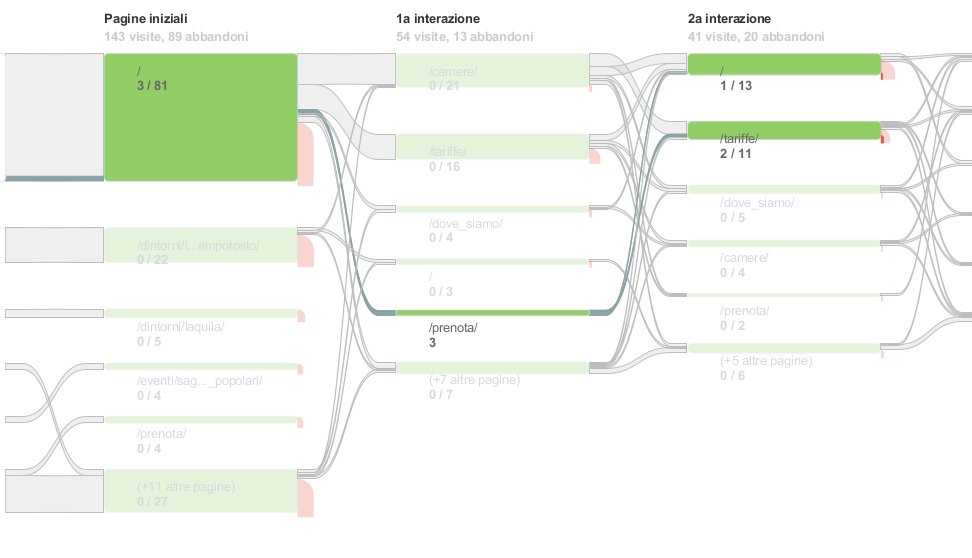 Pagine iniziali
143 visite, 89 abbandoni
/
3 / 81
/dintorni/l...ampotosto/
0 / 22
/dintorni/laquila/
0 / 5
/eventi/sag..._popolari/
0 / 4
/prenota/
0 / 4
(+11 altre pagine)
0 / 27
1a interazione
54 visite, 13 abbandoni
/camere/
0 / 21
/tariffe/
0 / 16
/dove_siamo/
0 / 4
/
0 / 3
/prenota/
3
(+7 altre pagine)
0 / 7
2a interazione
41 visite, 20 abbandoni
/
1 / 13
/tariffe/
2 / 11
/dove_siamo/
0 / 5
/camere/
0 / 4
/prenota/
0 / 2
(+5 altre pagine)
0 / 6